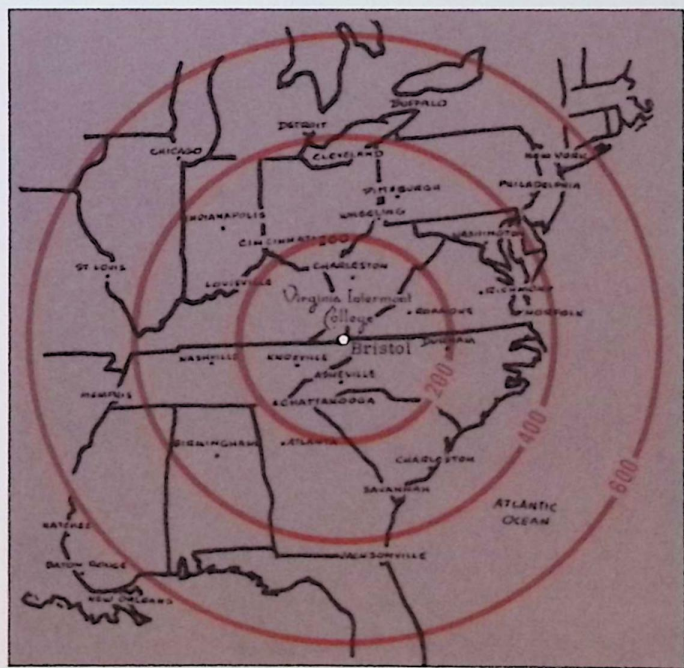 BUFFALO
DETROIT
CHICAGO
CLEVELAND
NEW YORK
PITTSBURGH
PHILADELPHIA
INDIANAPOLIS
WHEELING
CINCINNATI
200
WASHINGTON
ST LOUIS
CHARLESTON
LOUISVILLE
RICHMOND
Virginia Intermont
College
ROANOKE
NORFOLK
Bristol
DURHAM
NASHVILLE
KNOXVILLE
ASHEVILLE
200
MEMPHIS
CHATTANOOGA
400
BIRMINGHAM
ATLANTA
CHARLESTON
600
SAVANNAH
ATLANTIC
OCEAN
NATCHEZ
JACKSONVILLE
BATON ROUGE
NEW ORLEANS